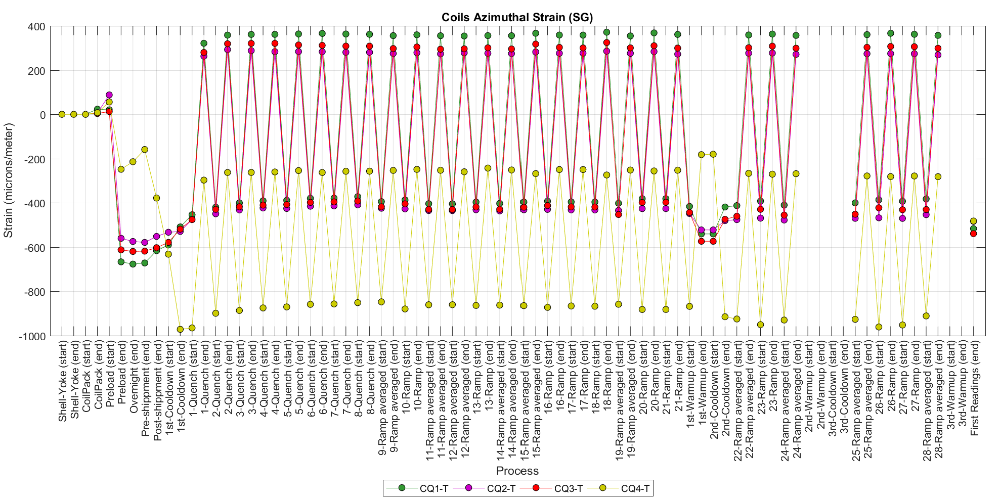 Coils Azimuthal Strain (SG)
400
200
0
-200
-400
-600
-800
-1000
Strain (microns/meter)
Shell-Yoke (start)
Shell-Yoke (end)
CoilPack (start)
CoilPack (end)
Preload (start)
Preload (end)
Overnight (end)
Pre-shippment (end)
Post-shippment (end)
1st-Cooldown (start)
1st-Cooldown (end)
1-Quench (start)
1-Quench (end)
2-Quench (start)
2-Quench (end)
3-Quench (start)
3-Quench (end)
4-Quench (start)
4-Quench (end)
5-Quench (start)
5-Quench (end)
6-Quench (start)
6-Quench (end)
7-Quench (start)
7-Quench (end)
8-Quench (start)
8-Quench (end)
9-Ramp averaged (start)
9-Ramp averaged (end)
10-Ramp (start)
10-Ramp (end)
11-Ramp averaged (start)
11-Ramp averaged (end)
12-Ramp averaged (start)
12-Ramp averaged (end)
13-Ramp (start)
13-Ramp (end)
14-Ramp averaged (start)
14-Ramp averaged (end)
15-Ramp averaged (start)
15-Ramp averaged (end)
16-Ramp (start)
16-Ramp (end)
17-Ramp (start)
17-Ramp (end)
18-Ramp (start)
18-Ramp (end)
19-Ramp averaged (start)
19-Ramp averaged (end)
20-Ramp (start)
20-Ramp (end)
21-Ramp (start)
21-Ramp (end)
1st-Warmup (start)
1st-Warmup (end)
2nd-Cooldown (start)
2nd-Cooldown (end)
22-Ramp averaged (start)
22-Ramp averaged (end)
23-Ramp (start)
23-Ramp (end)
24-Ramp averaged (start)
24-Ramp averaged (end)
2nd-Warmup (start)
2nd-Warmup (end)
3rd-Cooldown (start)
3rd-Cooldown (end)
25-Ramp averaged (start)
25-Ramp averaged (end)
26-Ramp (start)
26-Ramp (end)
27-Ramp (start)
27-Ramp (end)
28-Ramp averaged (start)
28-Ramp averaged (end)
3rd-Warmup (start)
3rd-Warmup (end)
First Readings (end)
Process
CQ1-T CQ2-T CQ3-T CQ4-T